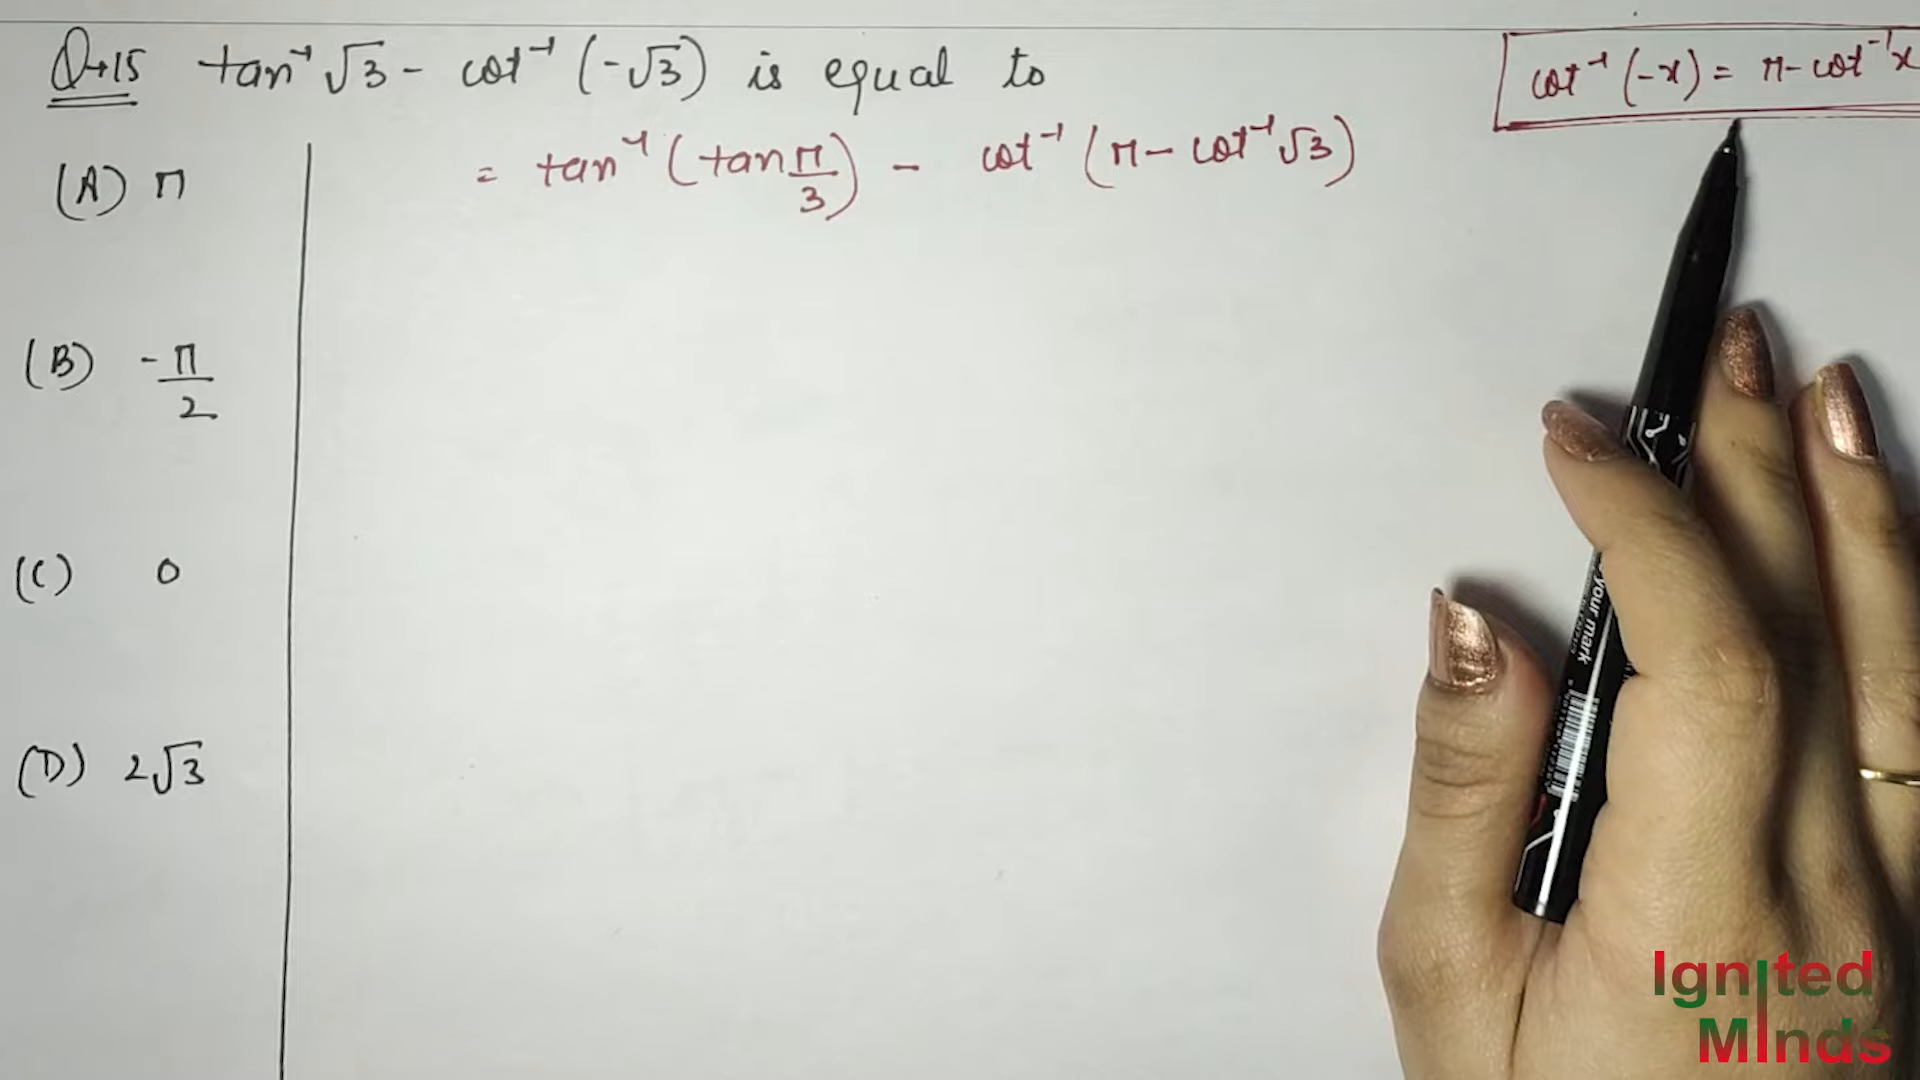 Q→15 tan⁻¹ √3 - cot⁻¹ (-√3) is equal to
cot⁻¹ (-x) = π - cot⁻¹ x
= tan⁻¹ (tan π/3) - cot⁻¹ (π - cot⁻¹ √3)
(A) π
(B) -π/2
(C) 0
(D) 2√3
your mark
Ignited
Minds